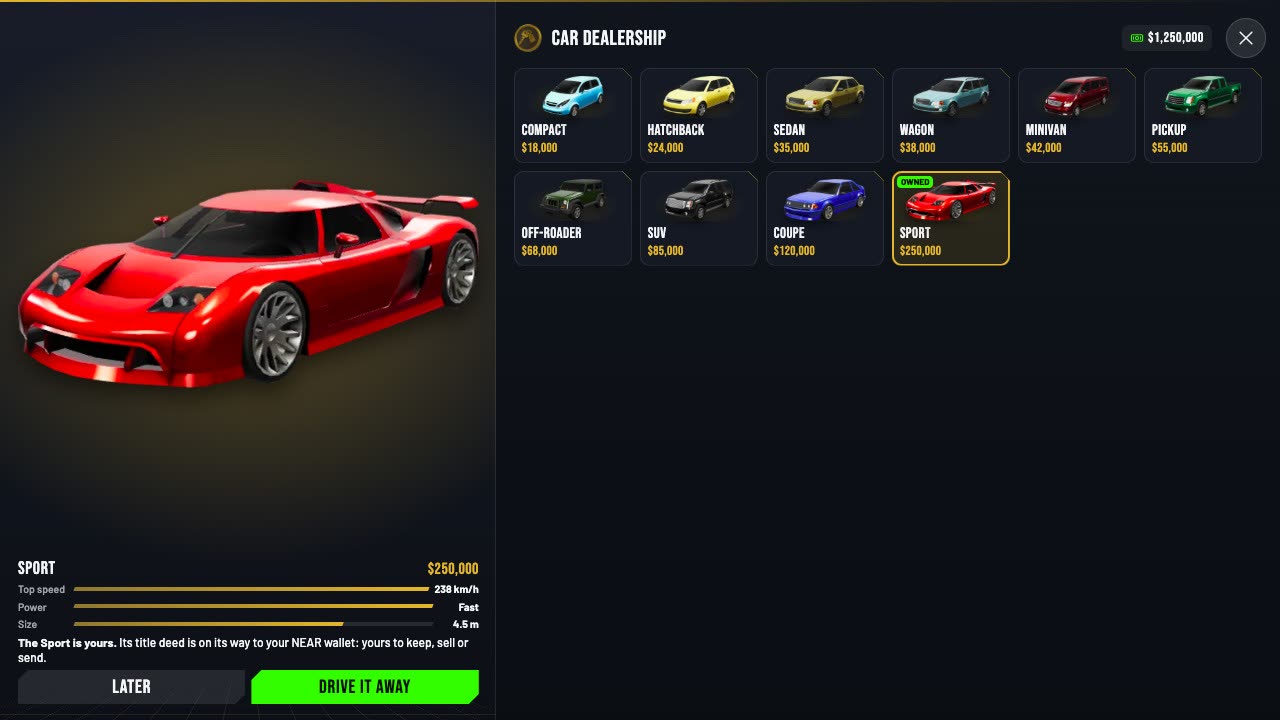 CAR DEALERSHIP
$1,250,000
COMPACT
$18,000
HATCHBACK
$24,000
SEDAN
$35,000
WAGON
$38,000
MINIVAN
$42,000
PICKUP
$55,000
OFF-ROADER
$68,000
SUV
$85,000
COUPE
$120,000
OWNED
SPORT
$250,000
SPORT
$250,000
Top speed 238 km/h
Power Fast
Size 4.5 m
The Sport is yours. Its title deed is on its way to your NEAR wallet: yours to keep, sell or
send.
LATER
DRIVE IT AWAY